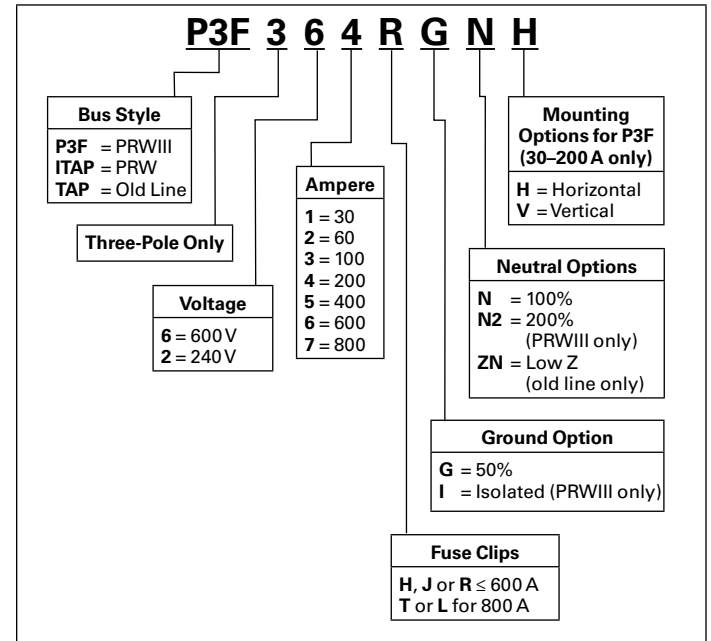 P3F 3 6 4 R G N H
Bus Style
P3F = PRWIII
ITAP = PRW
TAP = Old Line
Three-Pole Only
Voltage
6 = 600 V
2 = 240 V
Ampere
1 = 30
2 = 60
3 = 100
4 = 200
5 = 400
6 = 600
7 = 800
Mounting
Options for P3F
(30–200 A only)
H = Horizontal
V = Vertical
Neutral Options
N = 100%
N2 = 200%
(PRWIII only)
ZN = Low Z
(old line only)
Ground Option
G = 50%
I = Isolated (PRWIII only)
Fuse Clips
H, J or R ≤ 600 A
T or L for 800 A